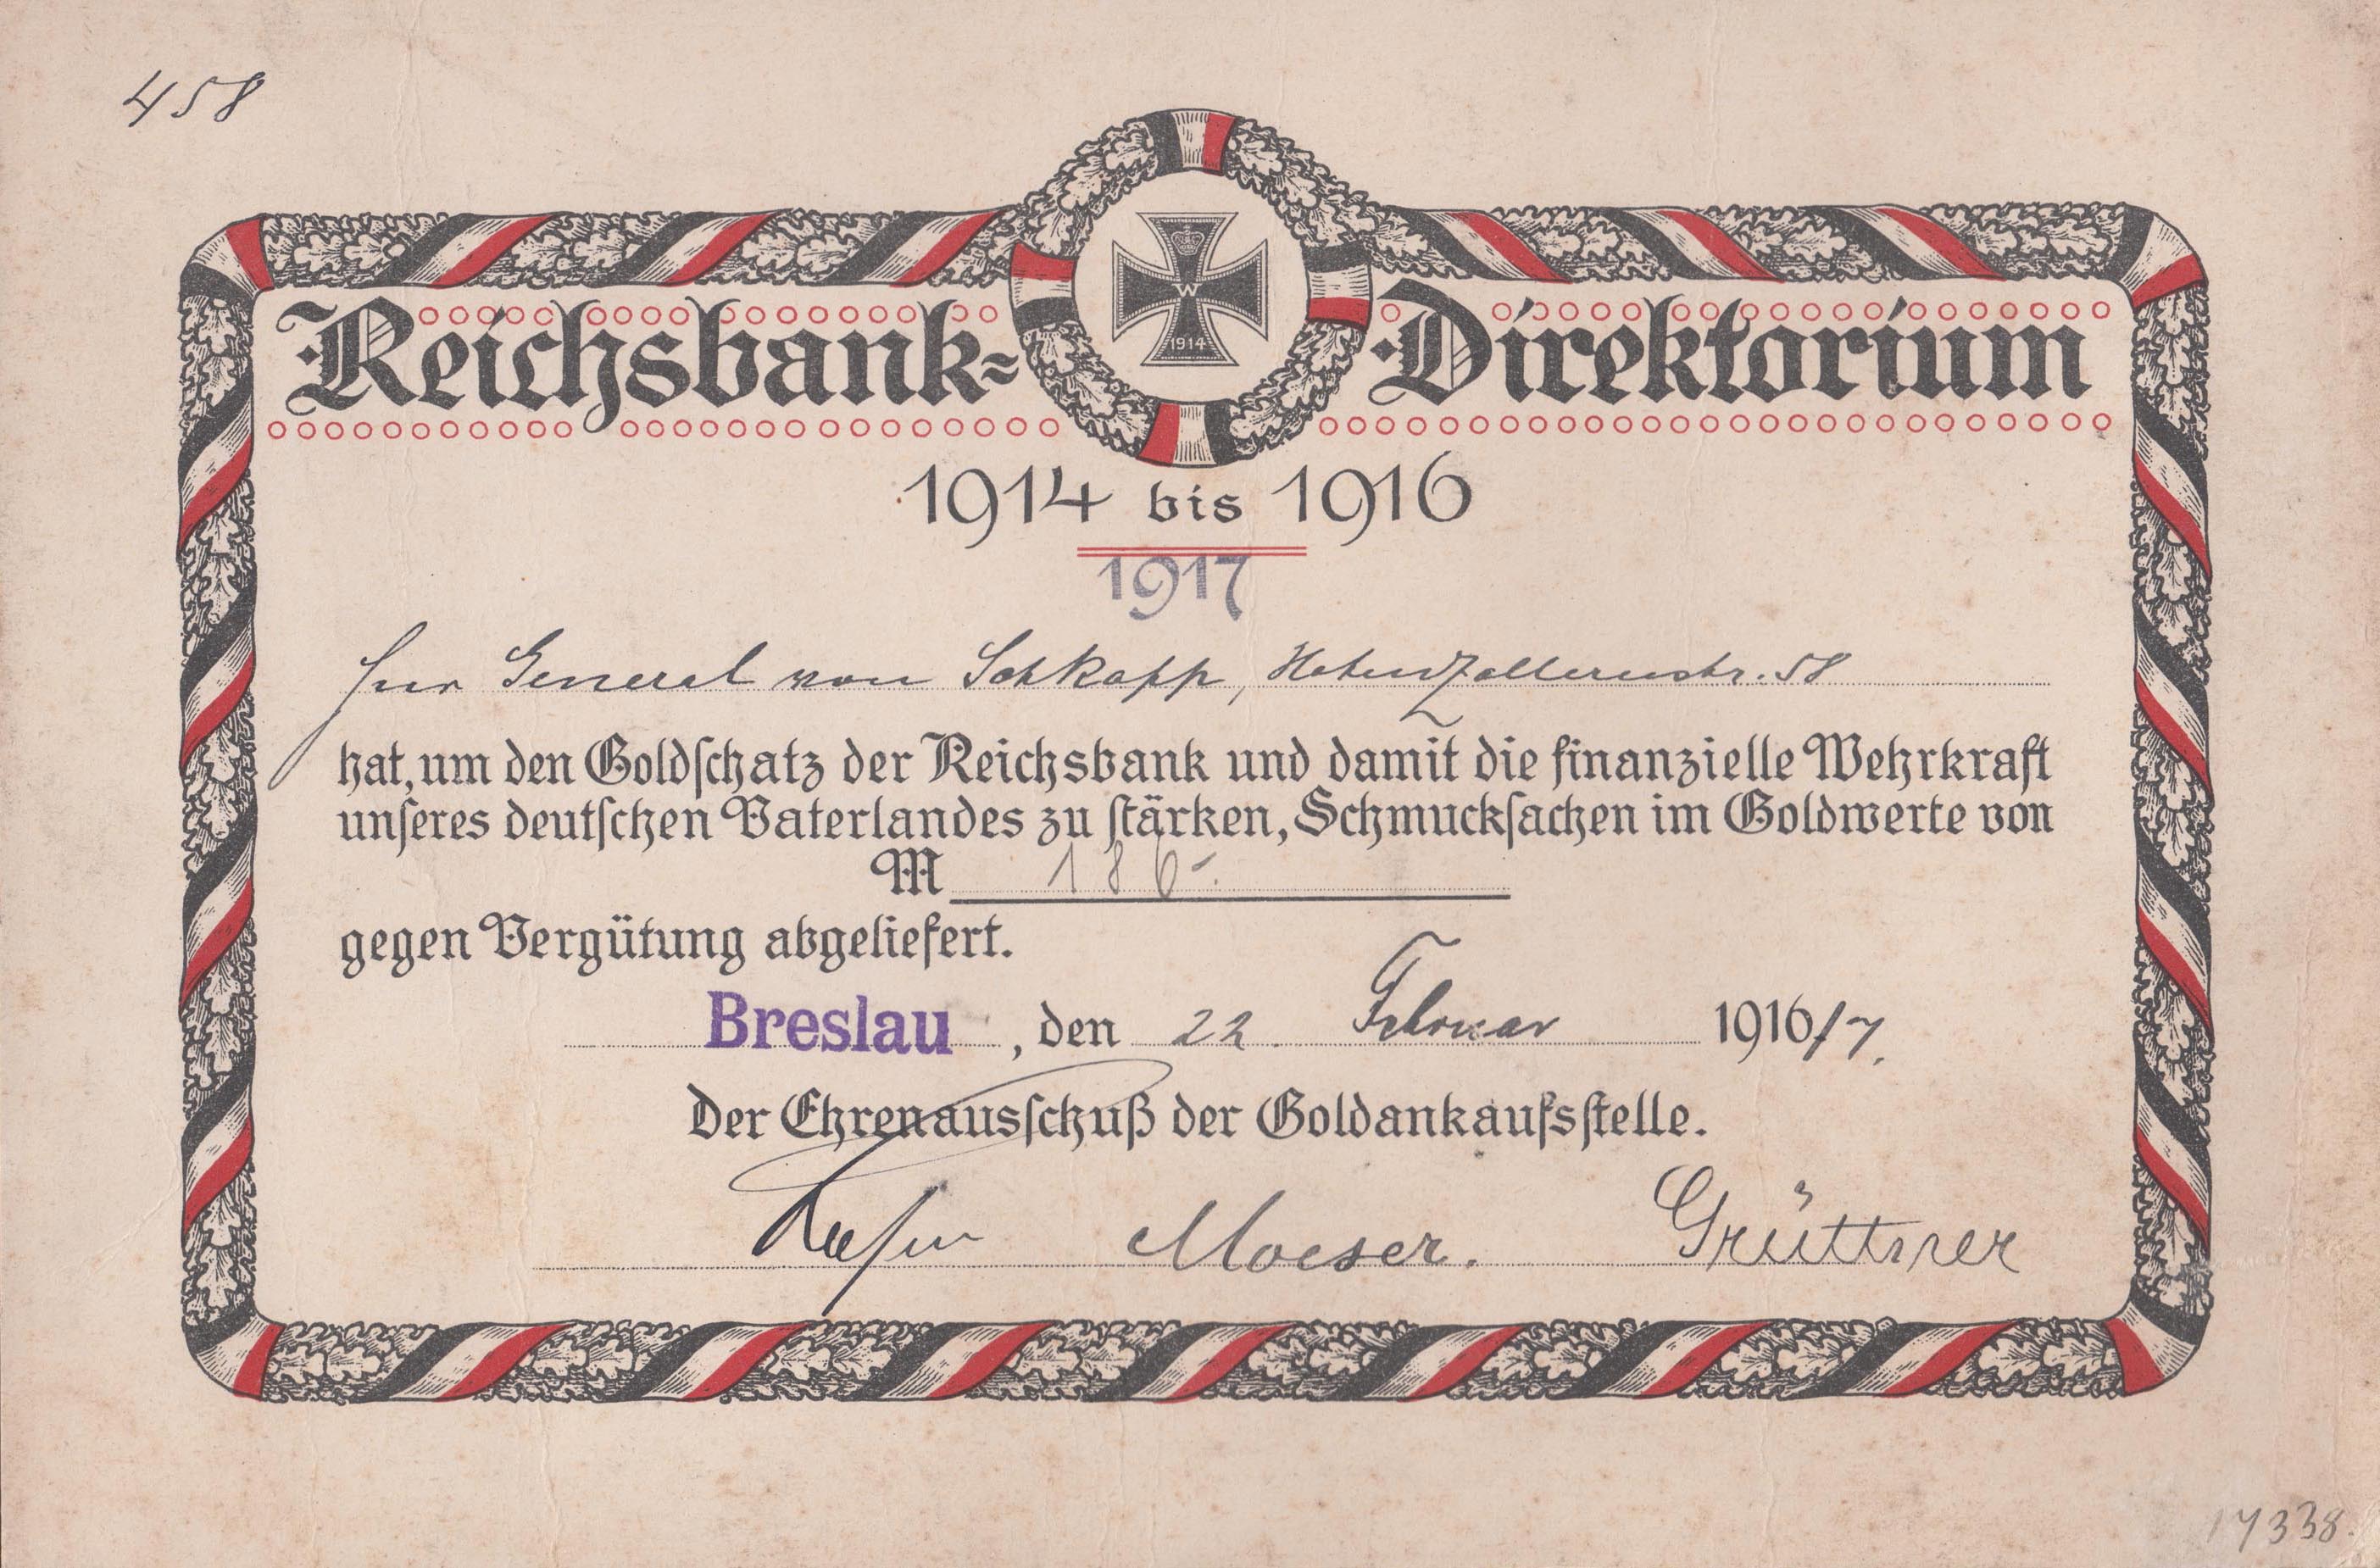 458
W
1914
Reichsbank-Direktorium
1914 bis 1916
1917
General von Schkopp, Hohenzollernstr. 58
hat, um den Goldſchatz der Reichsbank und damit die finanzielle Wehrkraft
unſeres deutſchen Vaterlandes zu ſtärken, Schmuckſachen im Goldwerte von
M 186.
gegen Vergütung abgeliefert.
Breslau, den 22. Februar 1916/7.
Der Ehrenausſchuß der Goldankaufsſtelle.
Moeser. Grüttner
17338.